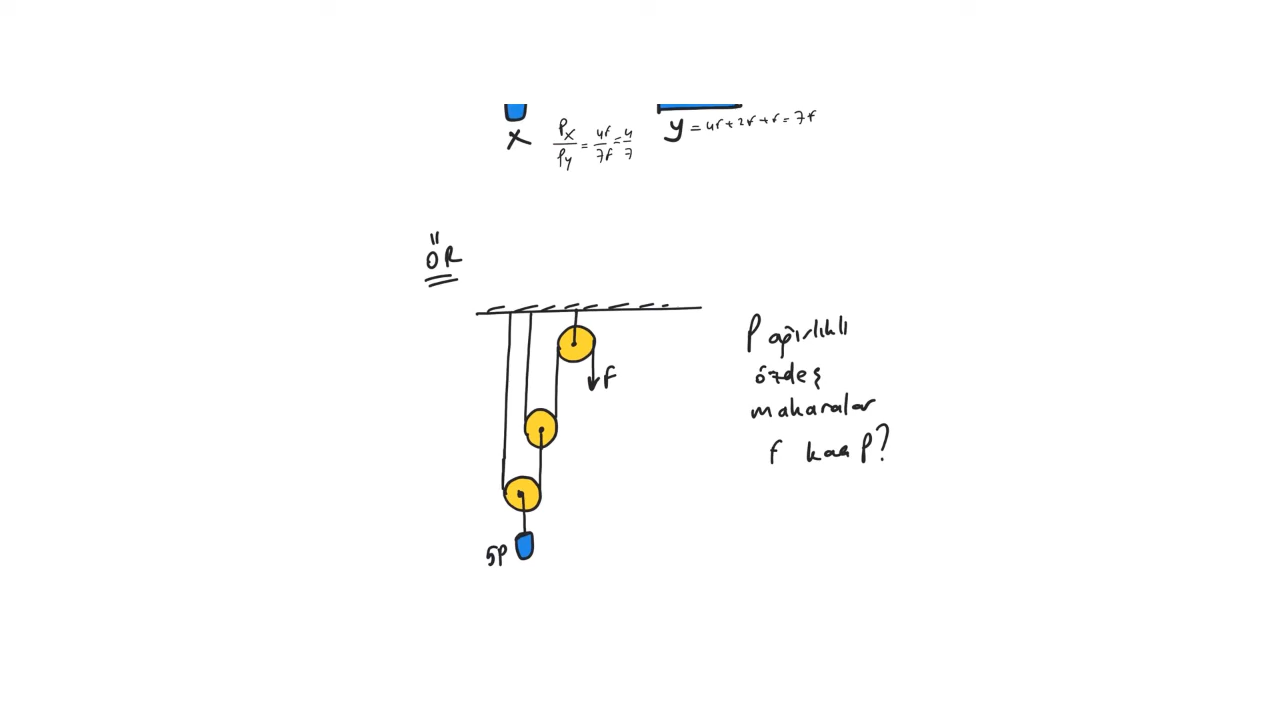 x Px/Py = 4f/7f = 4/7 y = 4f + 2f + f = 7f
ÖR
P ağırlıklı
özdeş
makaralar
f kaç P?
F
5P